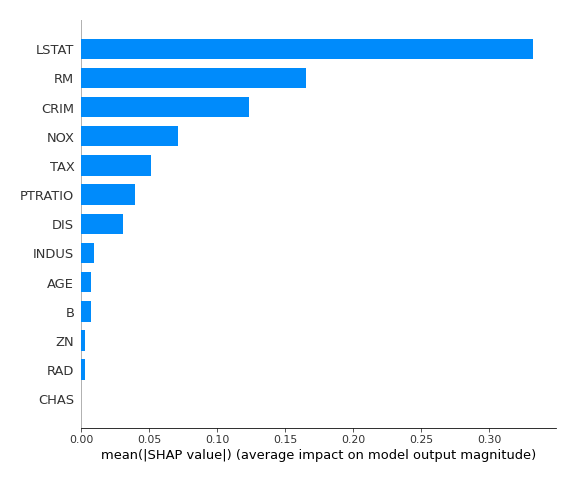 LSTAT
RM
CRIM
NOX
TAX
PTRATIO
DIS
INDUS
AGE
B
ZN
RAD
CHAS
0.00 0.05 0.10 0.15 0.20 0.25 0.30
mean(|SHAP value|) (average impact on model output magnitude)